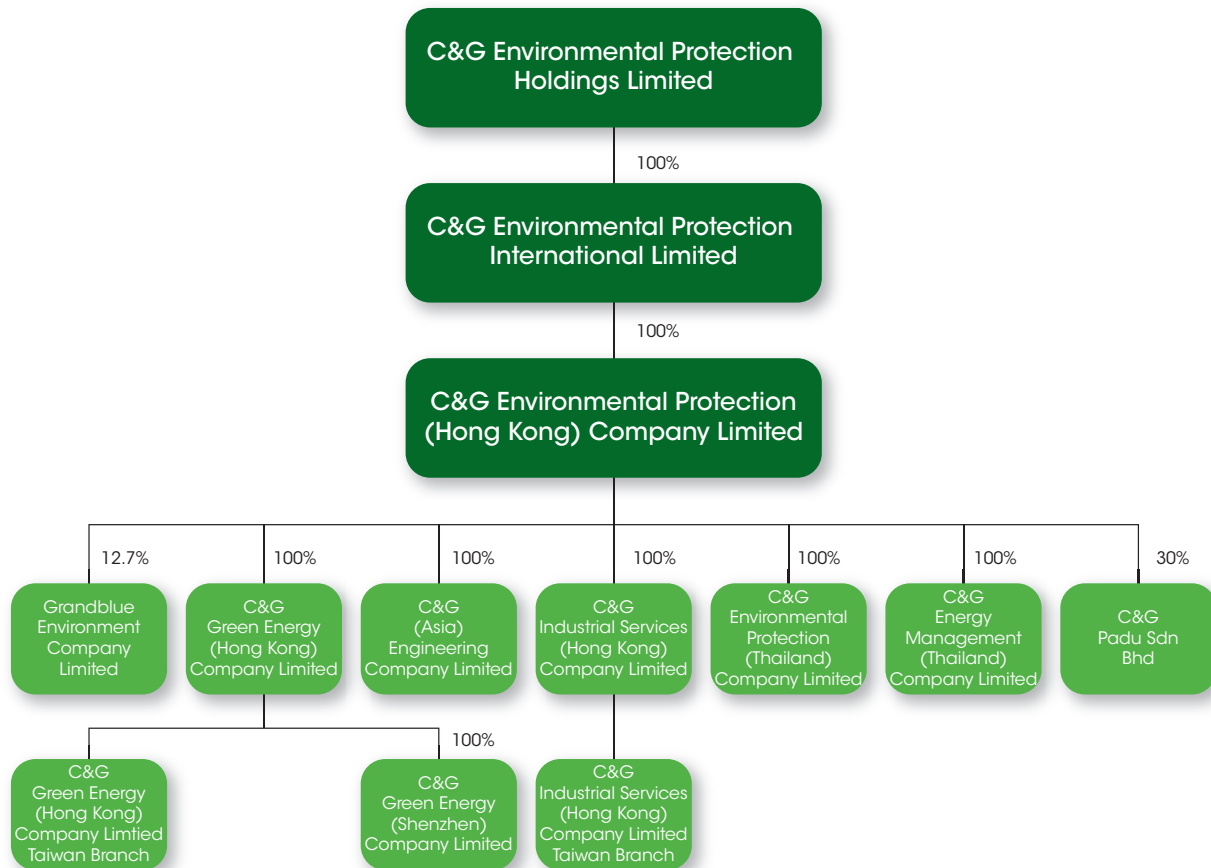 C&G Environmental Protection
Holdings Limited
100%
C&G Environmental Protection
International Limited
100%
C&G Environmental Protection
(Hong Kong) Company Limited
12.7%
100%
100%
100%
100%
100%
30%
Grandblue
Environment
Company
Limited
C&G
Green Energy
(Hong Kong)
Company Limited
C&G
(Asia)
Engineering
Company Limited
C&G
Industrial Services
(Hong Kong)
Company Limited
C&G
Environmental
Protection
(Thailand)
Company Limited
C&G
Energy
Management
(Thailand)
Company Limited
C&G
Padu Sdn
Bhd
100%
C&G
Green Energy
(Hong Kong)
Company Limtied
Taiwan Branch
C&G
Green Energy
(Shenzhen)
Company Limited
C&G
Industrial Services
(Hong Kong)
Company Limited
Taiwan Branch